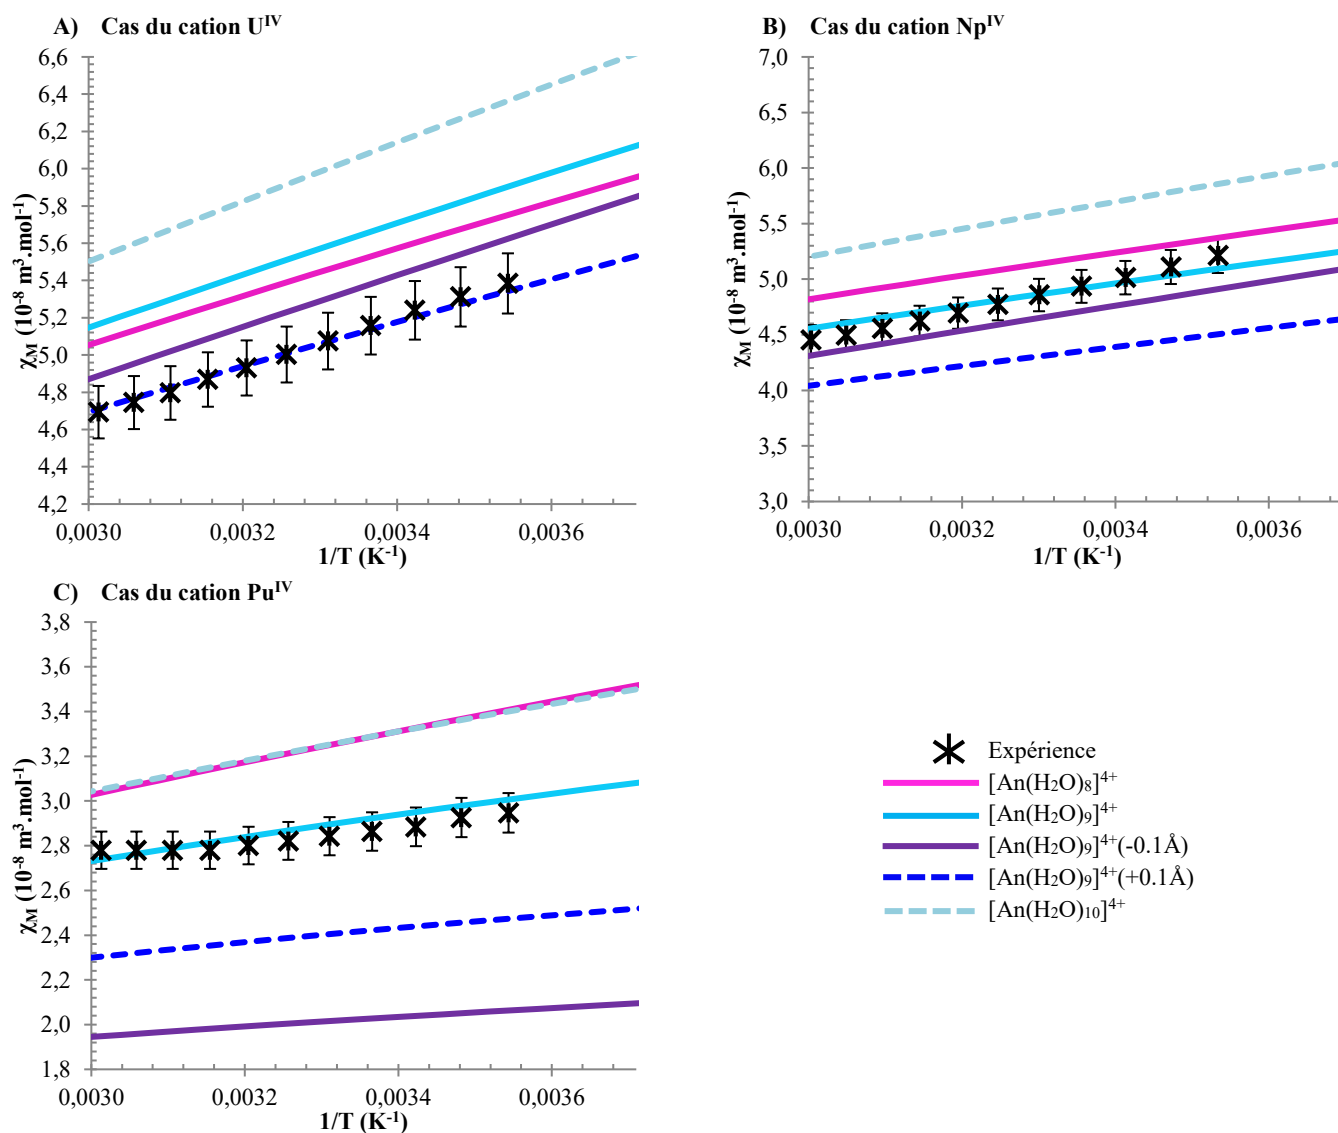 A) Cas du cation Uᴵⱽ
6,6
6,4
6,2
6,0
5,8
5,6
5,4
5,2
5,0
4,8
4,6
4,4
4,2
χM (10⁻⁸ m³.mol⁻¹)
0,0030 0,0032 0,0034 0,0036
1/T (K⁻¹)
B) Cas du cation Npᴵⱽ
7,0
6,5
6,0
5,5
5,0
4,5
4,0
3,5
3,0
χM (10⁻⁸ m³.mol⁻¹)
0,0030 0,0032 0,0034 0,0036
1/T (K⁻¹)
C) Cas du cation Puᴵⱽ
3,8
3,6
3,4
3,2
3,0
2,8
2,6
2,4
2,2
2,0
1,8
χM (10⁻⁸ m³.mol⁻¹)
0,0030 0,0032 0,0034 0,0036
1/T (K⁻¹)
Expérience
[An(H₂O)₈]⁴⁺
[An(H₂O)₉]⁴⁺
[An(H₂O)₉]⁴⁺(-0.1Å)
[An(H₂O)₉]⁴⁺(+0.1Å)
[An(H₂O)₁₀]⁴⁺